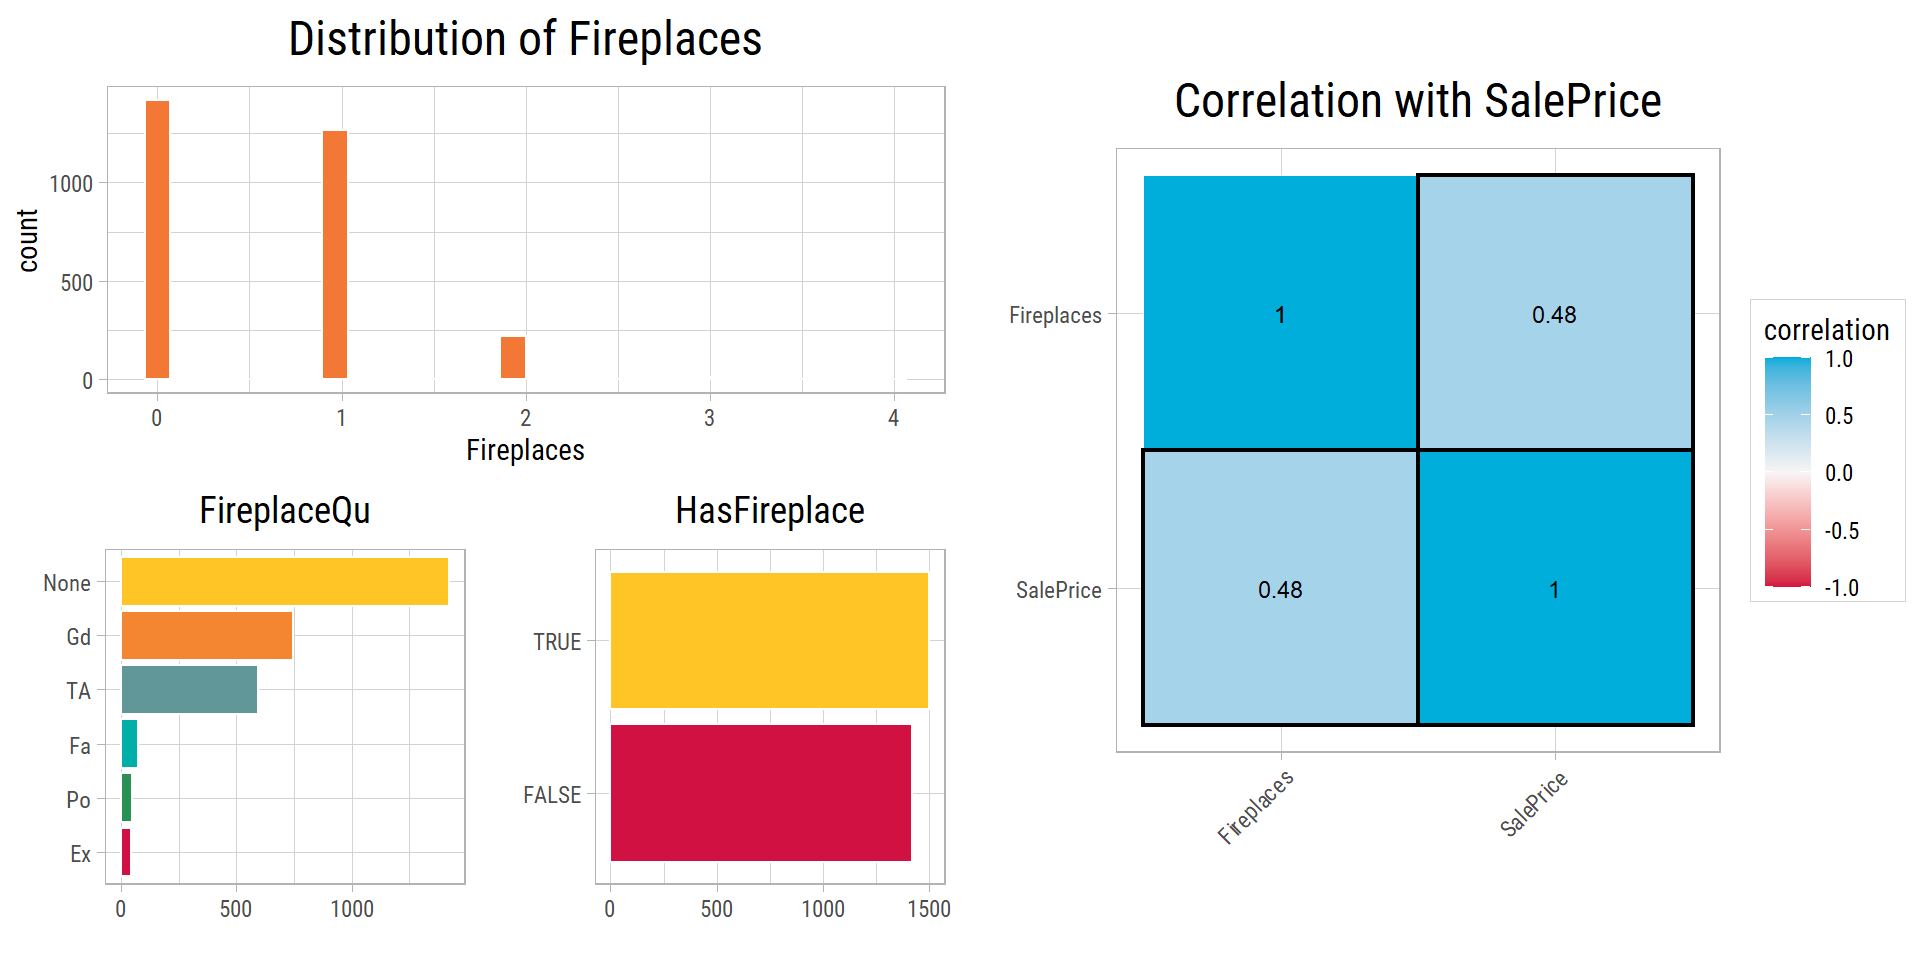 Distribution of Fireplaces
count
1000
500
0
0 1 2 3 4
Fireplaces
FireplaceQu
None
Gd
TA
Fa
Po
Ex
0 500 1000
HasFireplace
TRUE
FALSE
0 500 1000 1500
Correlation with SalePrice
Fireplaces
1 0.48
SalePrice
0.48 1
Fireplaces SalePrice
correlation
1.0
0.5
0.0
-0.5
-1.0